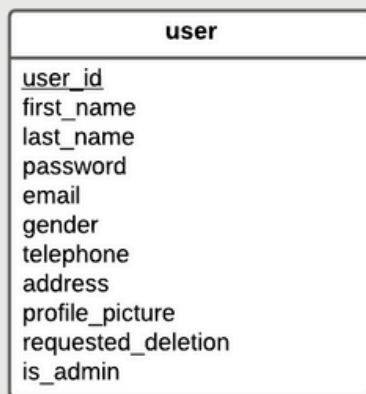 user
user_id
first_name
last_name
password
email
gender
telephone
address
profile_picture
requested_deletion
is_admin